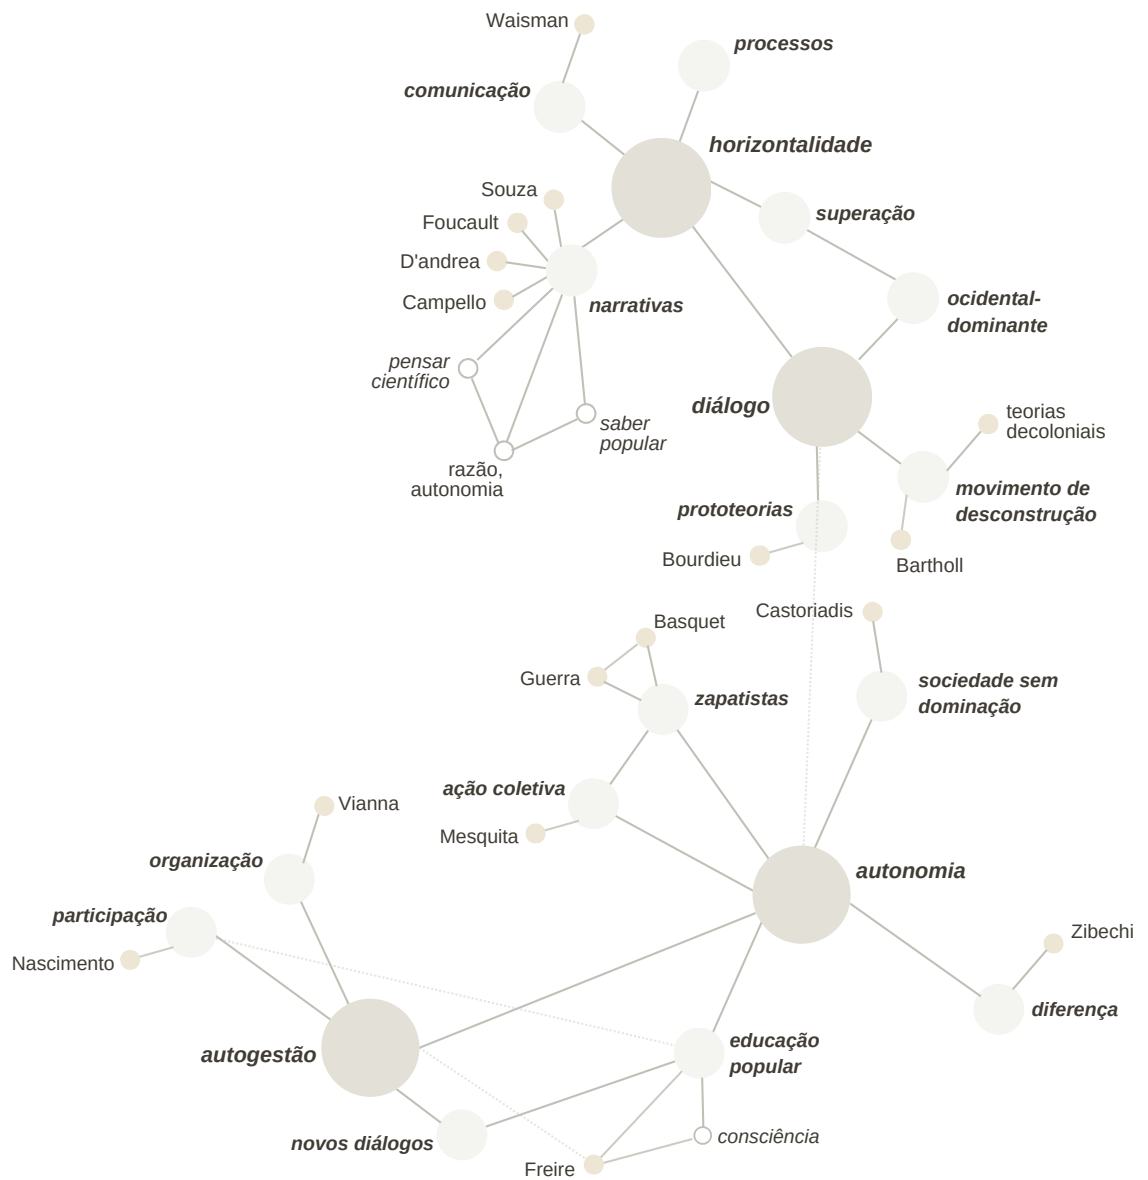 Waisman
processos
comunicação
horizontalidade
Souza
superação
Foucault
D'andrea
Campello
narrativas
ocidental-
dominante
pensar
científico
diálogo
teorias
decoloniais
saber
popular
razão,
autonomia
movimento de
desconstrução
prototeorias
Bourdieu
Bartholl
Castoriadis
Basquet
Guerra
zapatistas
sociedade sem
dominação
ação coletiva
Vianna
Mesquita
organização
autonomia
participação
Zibechi
Nascimento
diferença
educação
popular
autogestão
novos diálogos
consciência
Freire